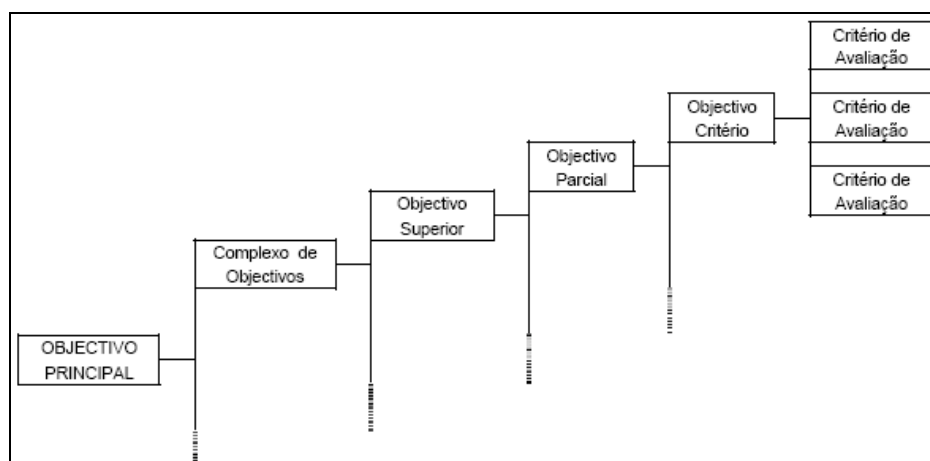 Critério de
Avaliação
Objectivo
Critério
Critério de
Avaliação
Objectivo
Parcial
Critério de
Avaliação
Objectivo
Superior
Complexo de
Objectivos
OBJECTIVO
PRINCIPAL